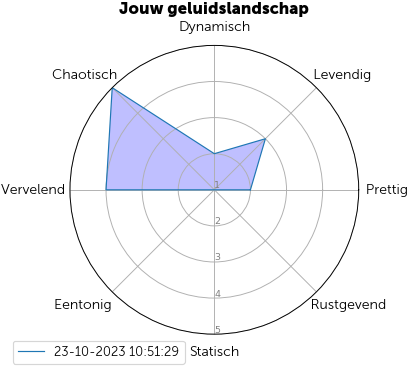 Jouw geluidslandschap
Dynamisch
Chaotisch
Levendig
Vervelend
1
Prettig
2
3
Eentonig
4
Rustgevend
5
23-10-2023 10:51:29
Statisch